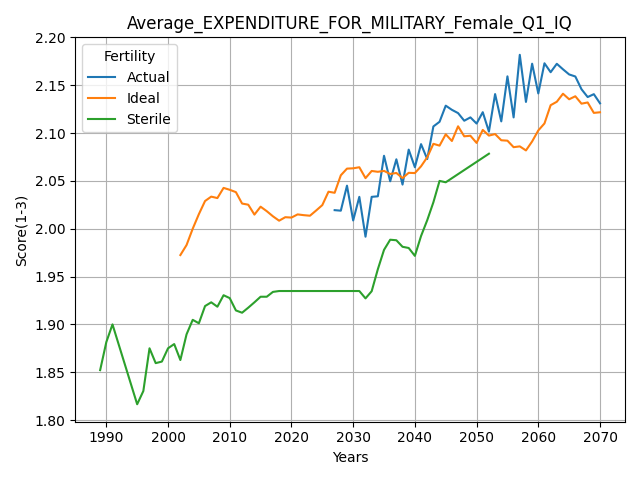 Average_EXPENDITURE_FOR_MILITARY_Female_Q1_IQ
Fertility
Actual
Ideal
Sterile
Score(1-3)
2.20
2.15
2.10
2.05
2.00
1.95
1.90
1.85
1.80
1990 2000 2010 2020 2030 2040 2050 2060 2070
Years